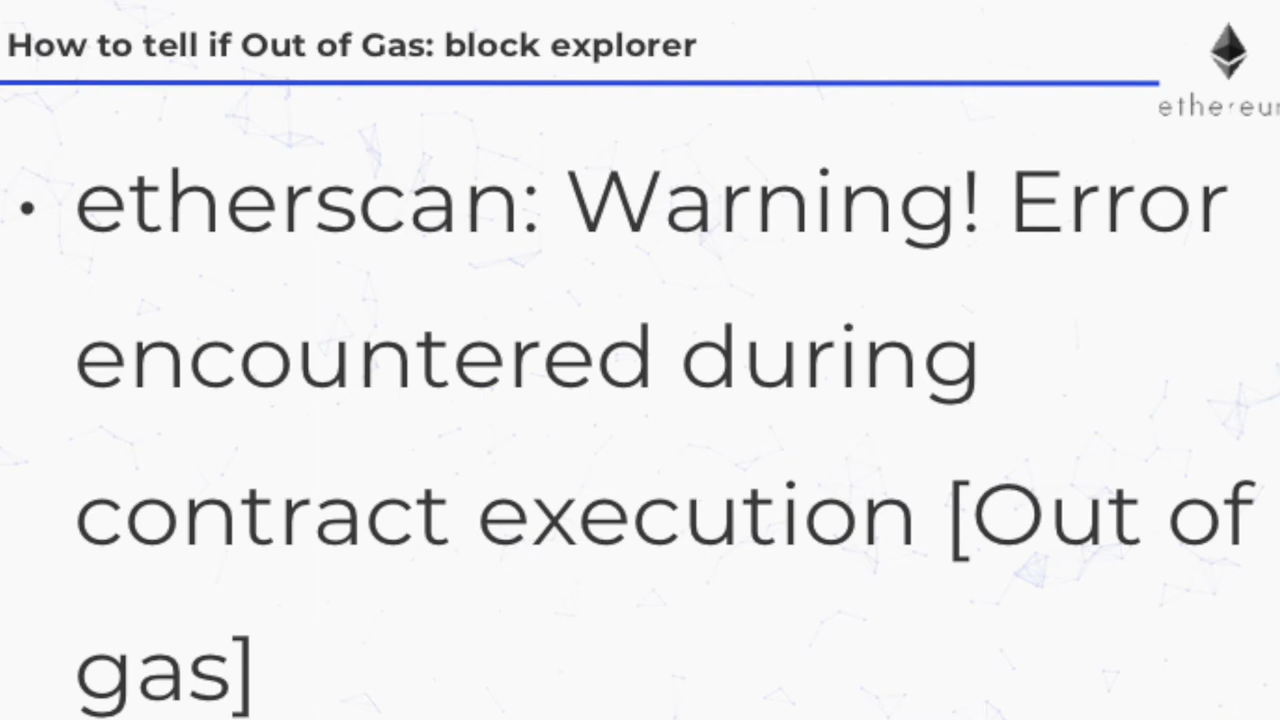 How to tell if Out of Gas: block explorer
ethereum
• etherscan: Warning! Error
encountered during
contract execution [Out of
gas]